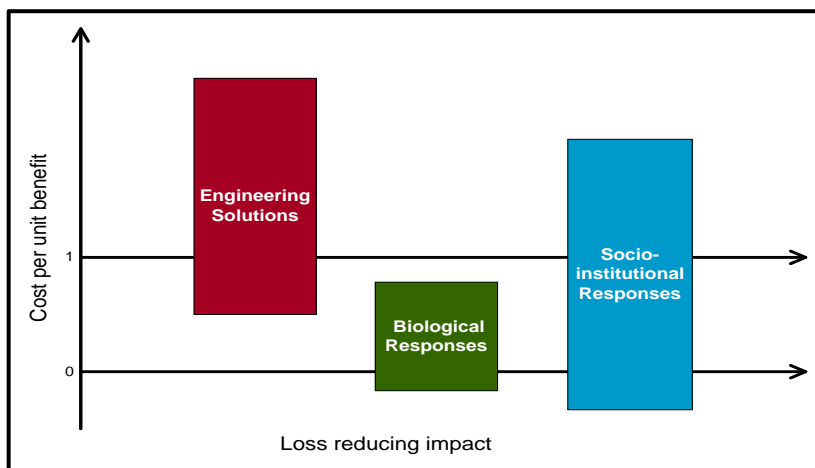 Cost per unit benefit
Engineering
Solutions
1
Socio-
institutional
Responses
Biological
Responses
0
Loss reducing impact